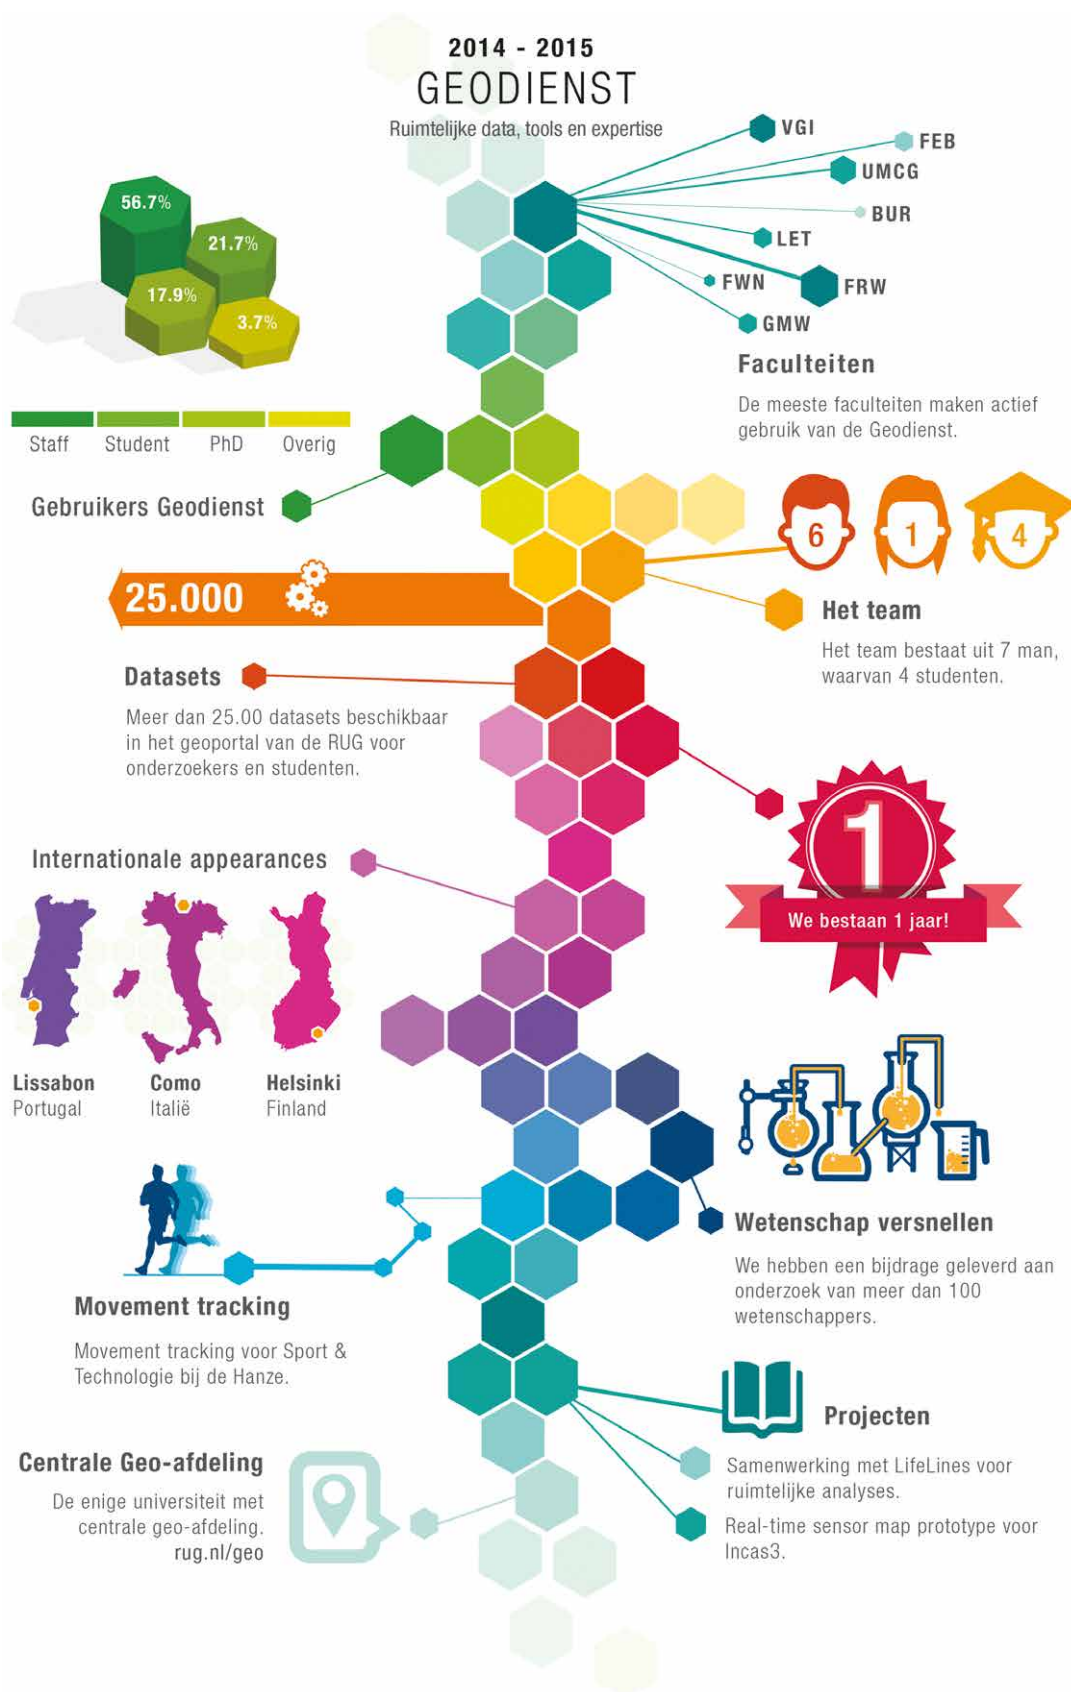 2014 - 2015
GEODIENST
Ruimtelijke data, tools en expertise
VGI
FEB
UMCG
BUR
LET
FWN
FRW
GMW
Faculteiten
De meeste faculteiten maken actief
gebruik van de Geodienst.
56.7%
21.7%
17.9%
3.7%
Staff
Student
PhD
Overig
Gebruikers Geodienst
6
1
4
Het team
Het team bestaat uit 7 man,
waarvan 4 studenten.
25.000
Datasets
Meer dan 25.00 datasets beschikbaar
in het geoportal van de RUG voor
onderzoekers en studenten.
1
We bestaan 1 jaar!
Internationale appearances
Lissabon
Portugal
Como
Italië
Helsinki
Finland
Wetenschap versnellen
We hebben een bijdrage geleverd aan
onderzoek van meer dan 100
wetenschappers.
Movement tracking
Movement tracking voor Sport &
Technologie bij de Hanze.
Projecten
Samenwerking met LifeLines voor
ruimtelijke analyses.
Real-time sensor map prototype voor
Incas3.
Centrale Geo-afdeling
De enige universiteit met
centrale geo-afdeling.
rug.nl/geo